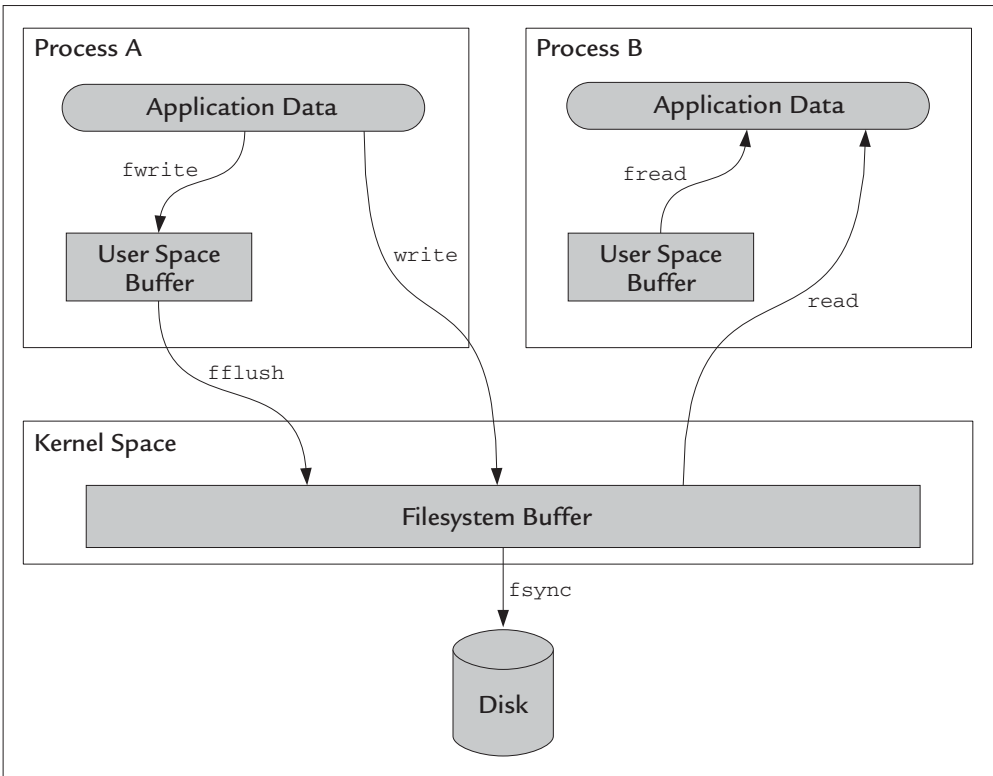 Process A
Application Data
fwrite
User Space
Buffer
write
fflush
Process B
Application Data
fread
User Space
Buffer
read
Kernel Space
Filesystem Buffer
fsync
Disk